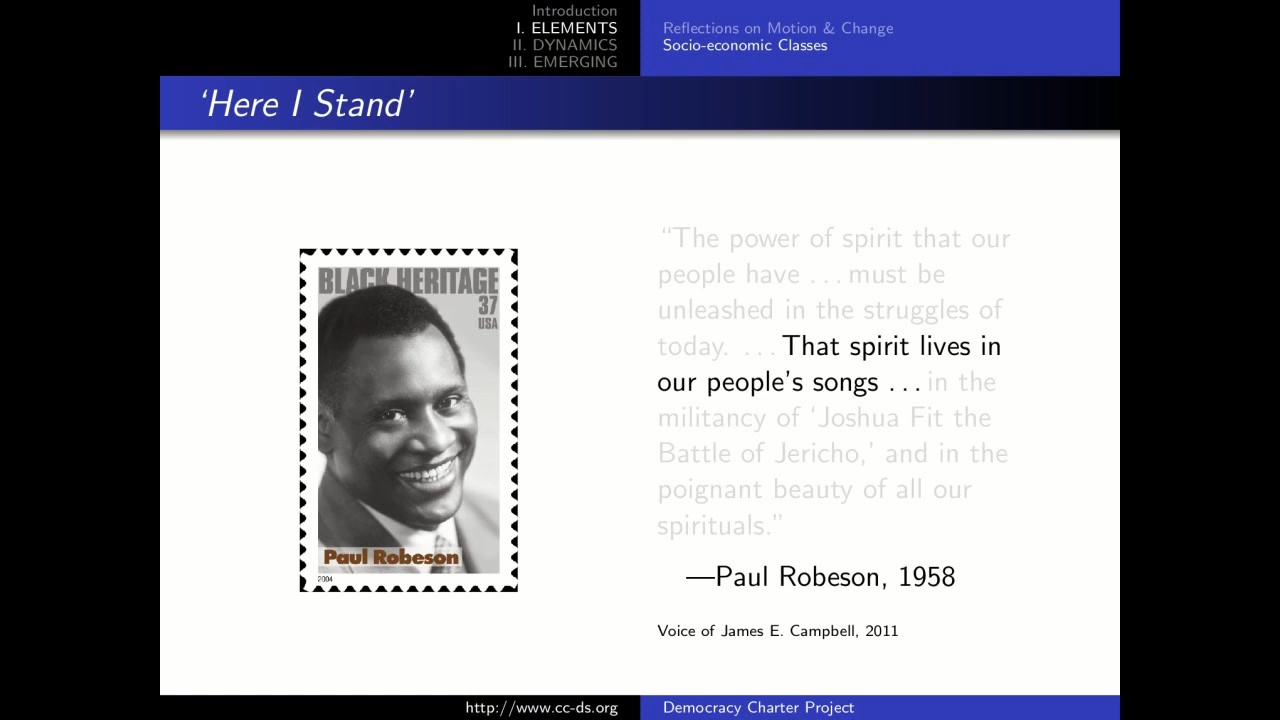 Introduction
I. ELEMENTS
II. DYNAMICS
III. EMERGING
Reflections on Motion & Change
Socio-economic Classes
‘Here I Stand’
BLACK HERITAGE
37
USA
Paul Robeson
2004
“The power of spirit that our
people have . . . must be
unleashed in the struggles of
today. . . . That spirit lives in
our people’s songs . . . in the
militancy of ‘Joshua Fit the
Battle of Jericho,’ and in the
poignant beauty of all our
spirituals.”
—Paul Robeson, 1958
Voice of James E. Campbell, 2011
http://www.cc-ds.org
Democracy Charter Project